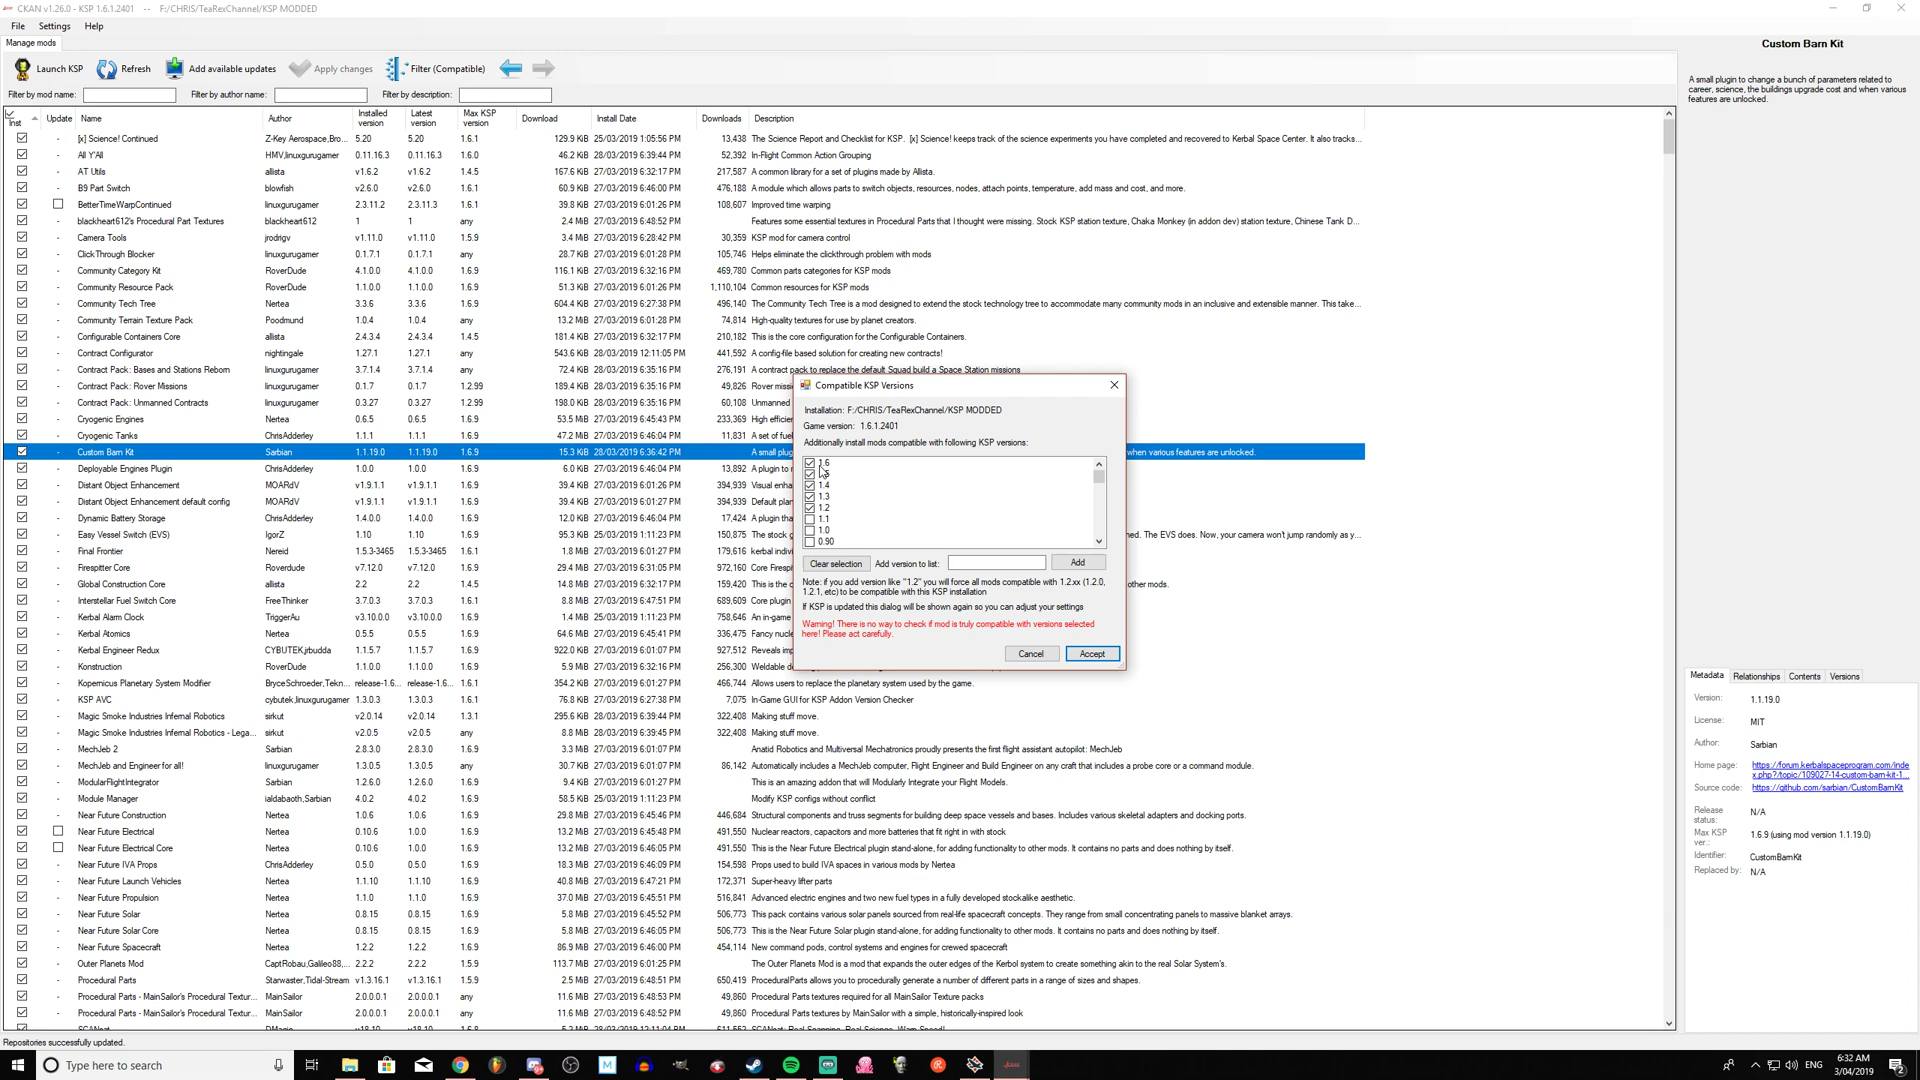 CKAN v1.26.0 - KSP 1.6.1.2401 -- F:/CHRIS/TeaRexChannel/KSP MODDED
File Settings Help
Manage mods
Launch KSP Refresh Add available updates Apply changes Filter (Compatible)
Filter by mod name: Filter by author name: Filter by description:
Inst Update Name Author Installed version Latest version Max KSP version Download Install Date Downloads Description
[x] Science! Continued Z-Key Aerospace,Bro... 5.20 5.20 1.6.1 129.9 KiB 25/03/2019 1:05:56 PM 13,438 The Science Report and Checklist for KSP. [x] Science! keeps track of the science experiments you have completed and recovered to Kerbal Space Center. It also tracks...
All Y'All HMV,linuxgurugamer 0.11.16.3 0.11.16.3 1.6.0 46.2 KiB 28/03/2019 6:39:44 PM 52,392 In-Flight Common Action Grouping
AT Utils allista v1.6.2 v1.6.2 1.4.5 167.6 KiB 27/03/2019 6:32:17 PM 217,587 A common library for a set of plugins made by Allista.
B9 Part Switch blowfish v2.6.0 v2.6.0 1.6.1 60.9 KiB 27/03/2019 6:46:00 PM 476,188 A module which allows parts to switch objects, resources, nodes, attach points, temperature, add mass and cost, and more.
BetterTimeWarpContinued linuxgurugamer 2.3.11.2 2.3.11.3 1.6.1 39.8 KiB 27/03/2019 6:01:26 PM 108,607 Improved time warping
blackheart612's Procedural Part Textures blackheart612 1 1 any 2.4 MiB 27/03/2019 6:48:52 PM Features some essential textures in Procedural Parts that I thought were missing. Stock KSP station texture, Chaka Monkey (in addon dev) station texture, Chinese Tank D...
Camera Tools jrodrigv v1.11.0 v1.11.0 1.5.9 3.4 MiB 27/03/2019 6:28:42 PM 30,359 KSP mod for camera control
ClickThrough Blocker linuxgurugamer 0.1.7.1 0.1.7.1 any 28.7 KiB 27/03/2019 6:01:26 PM 105,746 Helps eliminate the clickthrough problem with mods
Community Category Kit RoverDude 4.1.0.0 4.1.0.0 1.6.9 116.1 KiB 27/03/2019 6:32:16 PM 469,780 Common parts categories for KSP mods
Community Resource Pack RoverDude 1.1.0.0 1.1.0.0 1.6.9 51.3 KiB 27/03/2019 6:01:26 PM 1,110,104 Common resources for KSP mods
Community Tech Tree Nertea 3.3.6 3.3.6 1.6.9 604.4 KiB 27/03/2019 6:27:38 PM 496,140 The Community Tech Tree is a mod designed to extend the stock technology tree to accommodate many community mods in an inclusive and extensible manner. This take...
Community Terrain Texture Pack Poodmund 1.0.4 1.0.4 any 13.2 MiB 27/03/2019 6:01:28 PM 74,814 High-quality textures for use by planet creators.
Configurable Containers Core allista 2.4.3.4 2.4.3.4 1.4.5 181.4 KiB 27/03/2019 6:32:17 PM 210,182 This is the core configuration for the Configurable Containers.
Contract Configurator nightingale 1.27.1 1.27.1 any 543.6 KiB 28/03/2019 12:11:05 PM 441,592 A config-file based solution for creating new contracts!
Contract Pack: Bases and Stations Reborn linuxgurugamer 3.7.1.4 3.7.1.4 any 72.4 KiB 28/03/2019 6:35:16 PM 276,191 A contract pack to replace the default Squad build a Space Station missions
Contract Pack: Rover Missions linuxgurugamer 0.1.7 0.1.7 1.2.99 189.4 KiB 28/03/2019 6:35:16 PM 49,826 Rover missi
Contract Pack: Unmanned Contracts linuxgurugamer 0.3.27 0.3.27 1.2.99 198.0 KiB 28/03/2019 6:35:16 PM 60,108 Unmanned
Cryogenic Engines Nertea 0.6.5 0.6.5 1.6.9 53.5 MiB 27/03/2019 6:45:43 PM 233,369 High efficien
Cryogenic Tanks ChrisAdderley 1.1.1 1.1.1 1.6.9 47.2 MiB 27/03/2019 6:46:04 PM 11,831 A set of fuel
Custom Barn Kit Sarbian 1.1.19.0 1.1.19.0 1.6.9 15.3 KiB 28/03/2019 6:36:42 PM A small plug when various features are unlocked.
Deployable Engines Plugin ChrisAdderley 1.0.0 1.0.0 1.6.9 6.0 KiB 27/03/2019 6:46:04 PM 13,892 A plugin to
Distant Object Enhancement MOARdV v1.9.1.1 v1.9.1.1 1.6.9 431.1 KiB 27/03/2019 6:01:26 PM 394,939 Visual enha
Distant Object Enhancement default config MOARdV v1.9.1.1 v1.9.1.1 1.6.9 431.1 KiB 27/03/2019 6:01:26 PM 394,939 Default plan
Dynamic Battery Storage ChrisAdderley 1.4.0.0 1.4.0.0 1.6.9 12.0 KiB 27/03/2019 6:46:04 PM 17,424 A plugin tha
Easy Vessel Switch (EVS) IgorZ 1.10 1.10 1.6.9 95.3 KiB 25/03/2019 1:11:23 PM 150,875 The stock g ed. The EVS does. Now, your camera won't jump randomly as y...
Final Frontier Nereid 1.5.3-3465 1.5.3-3465 1.6.1 1.8 MiB 27/03/2019 6:01:26 PM 179,616 kerbal individ
Firespitter Core Roverdude v7.12.0 v7.12.0 1.6.9 631.0 KiB 27/03/2019 6:32:15 PM 972,160 Core Firespi
Global Construction Core allista 2.2 2.2 1.4.5 14.8 MiB 27/03/2019 6:32:17 PM 159,420 This is the c other mods.
Interstellar Fuel Switch Core FreeThinker 3.7.0.3 3.7.0.3 1.6.1 8.8 MiB 27/03/2019 6:47:51 PM 689,609 Core plugin
Kerbal Alarm Clock TriggerAu v3.10.0.0 v3.10.0.0 1.6.9 1.4 MiB 25/03/2019 1:11:23 PM 758,646 An in-game
Kerbal Atomics Nertea 0.5.5 0.5.5 1.6.9 64.6 MiB 27/03/2019 6:45:41 PM 336,475 Fancy nucle
Kerbal Engineer Redux CYBUTEK,jrbudda 1.1.5.7 1.1.5.7 1.6.9 922.0 KiB 27/03/2019 6:01:07 PM 927,512 Reveals imp
Konstruction RoverDude 1.1.0.0 1.1.0.0 1.6.9 5.9 MiB 27/03/2019 6:32:15 PM 256,300 Weldable do
Kopernicus Planetary System Modifier BryceSchroeder,Tekn... release-1.6... release-1.6... 1.6.1 354.2 KiB 27/03/2019 6:01:27 PM 466,744 Allows users to replace the planetary system used by the game.
KSP AVC cybutek,linuxgurugamer 1.3.0.3 1.3.0.3 1.6.1 76.8 KiB 27/03/2019 6:27:38 PM 7,075 In-Game GUI for KSP Addon Version Checker
Magic Smoke Industries Infernal Robotics sirkut v2.0.14 v2.0.14 1.3.1 295.6 KiB 28/03/2019 6:39:44 PM 322,408 Making stuff move.
Magic Smoke Industries Infernal Robotics - Lega... sirkut v2.0.5 v2.0.5 any 8.8 MiB 28/03/2019 6:39:44 PM 322,408 Making stuff move.
MechJeb 2 Sarbian 2.8.3.0 2.8.3.0 1.6.9 3.3 MiB 27/03/2019 6:01:07 PM Anatid Robotics and Multiversal Mechatronics proudly presents the first flight assistant autopilot: MechJeb
MechJeb and Engineer for all! linuxgurugamer 1.3.0.5 1.3.0.5 any 30.7 KiB 27/03/2019 6:01:07 PM 86,142 Automatically includes a MechJeb computer, Flight Engineer and Build Engineer on any craft that includes a probe core or a command module.
ModularFlightIntegrator Sarbian 1.2.6.0 1.2.6.0 1.6.9 9.4 KiB 27/03/2019 6:01:27 PM This is an amazing addon that will Modularly Integrate your Flight Models.
Module Manager ialdabaoth,Sarbian 4.0.2 4.0.2 1.6.9 58.5 KiB 25/03/2019 1:11:23 PM Modify KSP configs without conflict
Near Future Construction Nertea 1.0.6 1.0.6 1.6.9 29.8 MiB 27/03/2019 6:45:46 PM 446,684 Structural components and truss segments for building deep space vessels and bases. Includes various skeletal adapters and docking ports.
Near Future Electrical Nertea 0.10.6 1.0.0 1.6.9 13.2 MiB 27/03/2019 6:45:48 PM 491,550 Nuclear reactors, capacitors and more batteries that fit right in with stock
Near Future Electrical Core Nertea 0.10.6 1.0.0 1.6.9 13.2 MiB 27/03/2019 6:45:48 PM 491,550 This is the Near Future Electrical plugin stand-alone, for adding functionality to other mods. It contains no parts and does nothing by itself.
Near Future IVA Props ChrisAdderley 0.5.0 0.5.0 1.6.9 18.3 MiB 27/03/2019 6:46:09 PM 154,598 Props used to build IVA spaces in various mods by Nertea
Near Future Launch Vehicles Nertea 1.1.10 1.1.10 1.6.9 40.8 MiB 27/03/2019 6:47:21 PM 172,371 Super-heavy lifter parts
Near Future Propulsion Nertea 1.1.0 1.1.0 1.6.9 37.0 MiB 27/03/2019 6:45:51 PM 516,841 Advanced electric engines and two new fuel types in a fully developed stockalike aesthetic.
Near Future Solar Nertea 0.8.15 0.8.15 1.6.9 5.8 MiB 27/03/2019 6:45:52 PM 506,773 This pack contains various solar panels sourced from real-life spacecraft concepts. They range from small concentrating panels to massive blanket arrays.
Near Future Solar Core Nertea 0.8.15 0.8.15 1.6.9 5.8 MiB 27/03/2019 6:45:52 PM 506,773 This is the Near Future Solar plugin stand-alone, for adding functionality to other mods. It contains no parts and does nothing by itself.
Near Future Spacecraft Nertea 1.2.2 1.2.2 1.6.9 86.9 MiB 27/03/2019 6:46:00 PM 454,114 New command pods, control systems and engines for crewed spacecraft
Outer Planets Mod CaptRobau,Galileo88,... 2.2.2 2.2.2 1.5.9 113.7 MiB 27/03/2019 6:01:25 PM The Outer Planets Mod is a mod that expands the outer edges of the Kerbol system to create something akin to the real Solar System's.
Procedural Parts Starwaster,Tidal-Stream v1.3.16.1 v1.3.16.1 1.5.9 2.5 MiB 27/03/2019 6:48:51 PM 650,419 ProceduralParts allows you to procedurally generate a number of different parts in a range of sizes and shapes.
Procedural Parts - MainSailor's Procedural Textur... MainSailor 2.0.0.0.1 2.0.0.0.1 any 11.6 MiB 27/03/2019 6:48:53 PM 49,860 Procedural Parts textures required for all MainSailor Texture packs
Procedural Parts - MainSailor's Procedural Textur... MainSailor 2.0.0.0.1 2.0.0.0.1 any 11.6 MiB 27/03/2019 6:48:52 PM 49,860 Procedural Parts textures by MainSailor with a simple, historically-inspired look
SCANsat DMagic v18.10 v18.10 1.6.8 5.2 MiB 28/03/2019 12:11:04 PM 611,552 SCANsat: Real Scanning, Real Science, Warp Speed!
Repositories successfully updated.
Compatible KSP Versions
Installation: F:/CHRIS/TeaRexChannel/KSP MODDED
Game version: 1.6.1.2401
Additionally install mods compatible with following KSP versions:
1.6
1.4
1.3
1.2
1.1
1.0
0.90
Clear selection Add version to list: Add
Note: if you add version like "1.2" you will force all mods compatible with 1.2.xx (1.2.0,
1.2.1, etc) to be compatible with this KSP installation
If KSP is updated this dialog will be shown again so you can adjust your settings
Warning! There is no way to check if mod is truly compatible with versions selected
here! Please act carefully.
Cancel Accept
Custom Barn Kit
A small plugin to change a bunch of parameters related to
career, science, the buildings upgrade cost and when various
features are unlocked.
Metadata Relationships Contents Versions
Version: 1.1.19.0
License: MIT
Author: Sarbian
Home page: https://forum.kerbalspaceprogram.com/inde
x.php?/topic/109027-14-custom-barn-kit-1...
Source code: https://github.com/sarbian/CustomBarnKit
Release status: N/A
Max KSP ver.: 1.6.9 (using mod version 1.1.19.0)
Identifier: CustomBarnKit
Replaced by: N/A
Type here to search
ENG
6:32 AM
3/04/2019